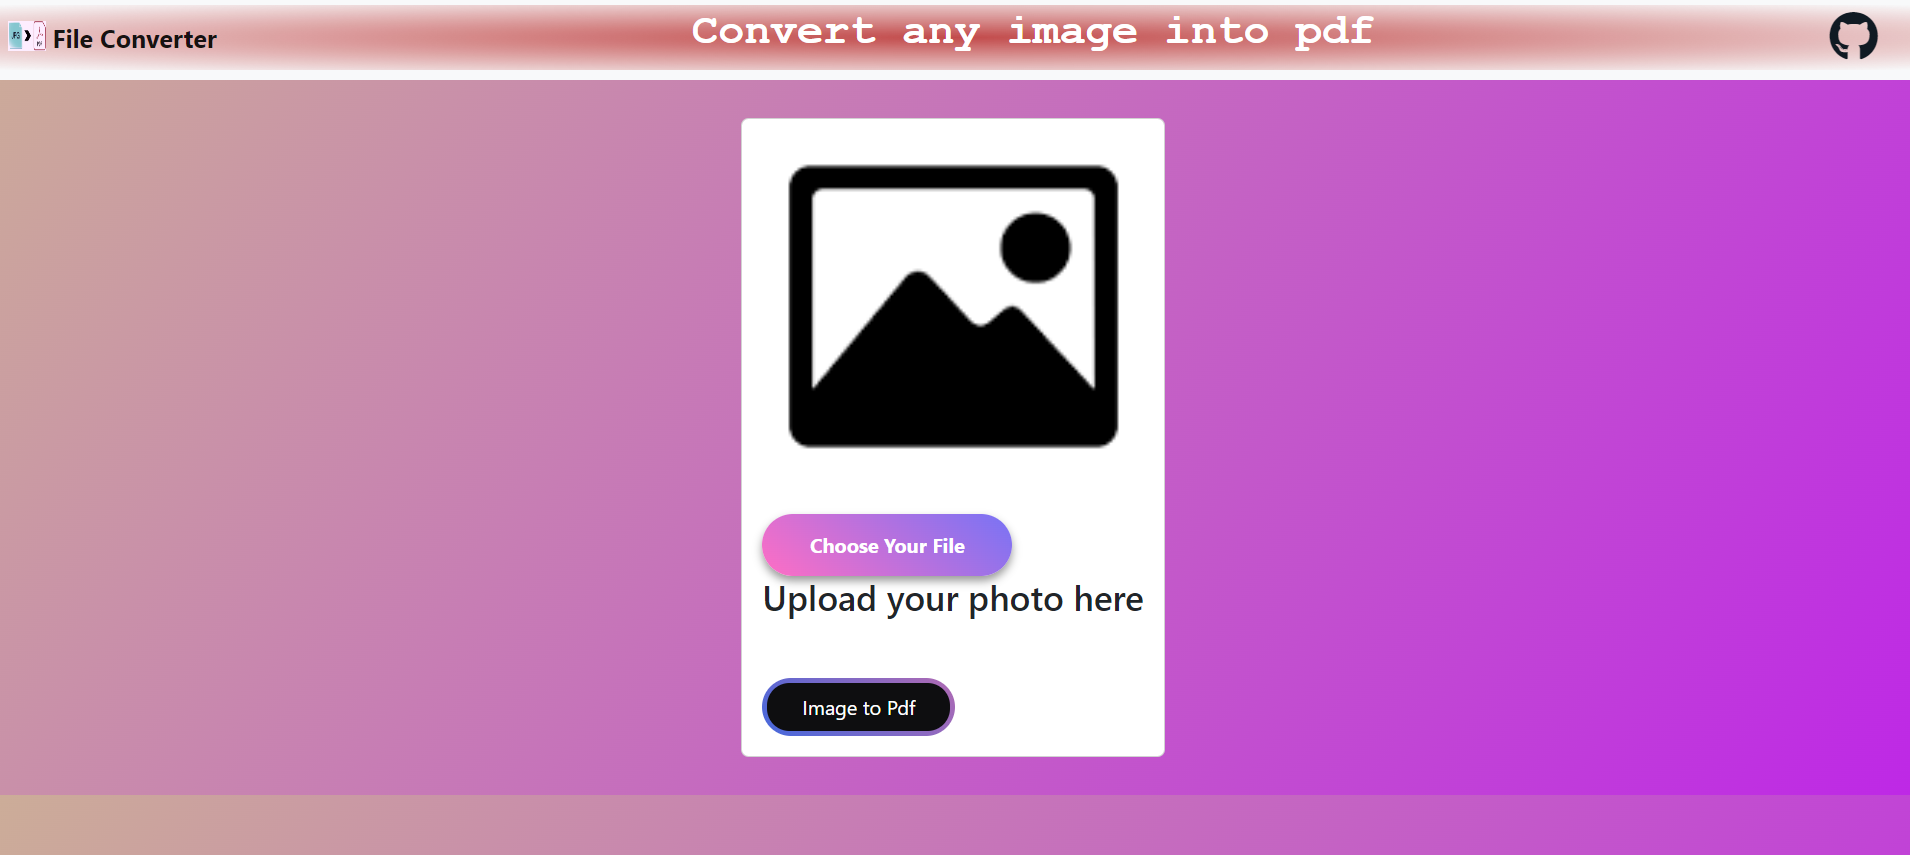 File Converter
Convert any image into pdf
Choose Your File
Upload your photo here
Image to Pdf